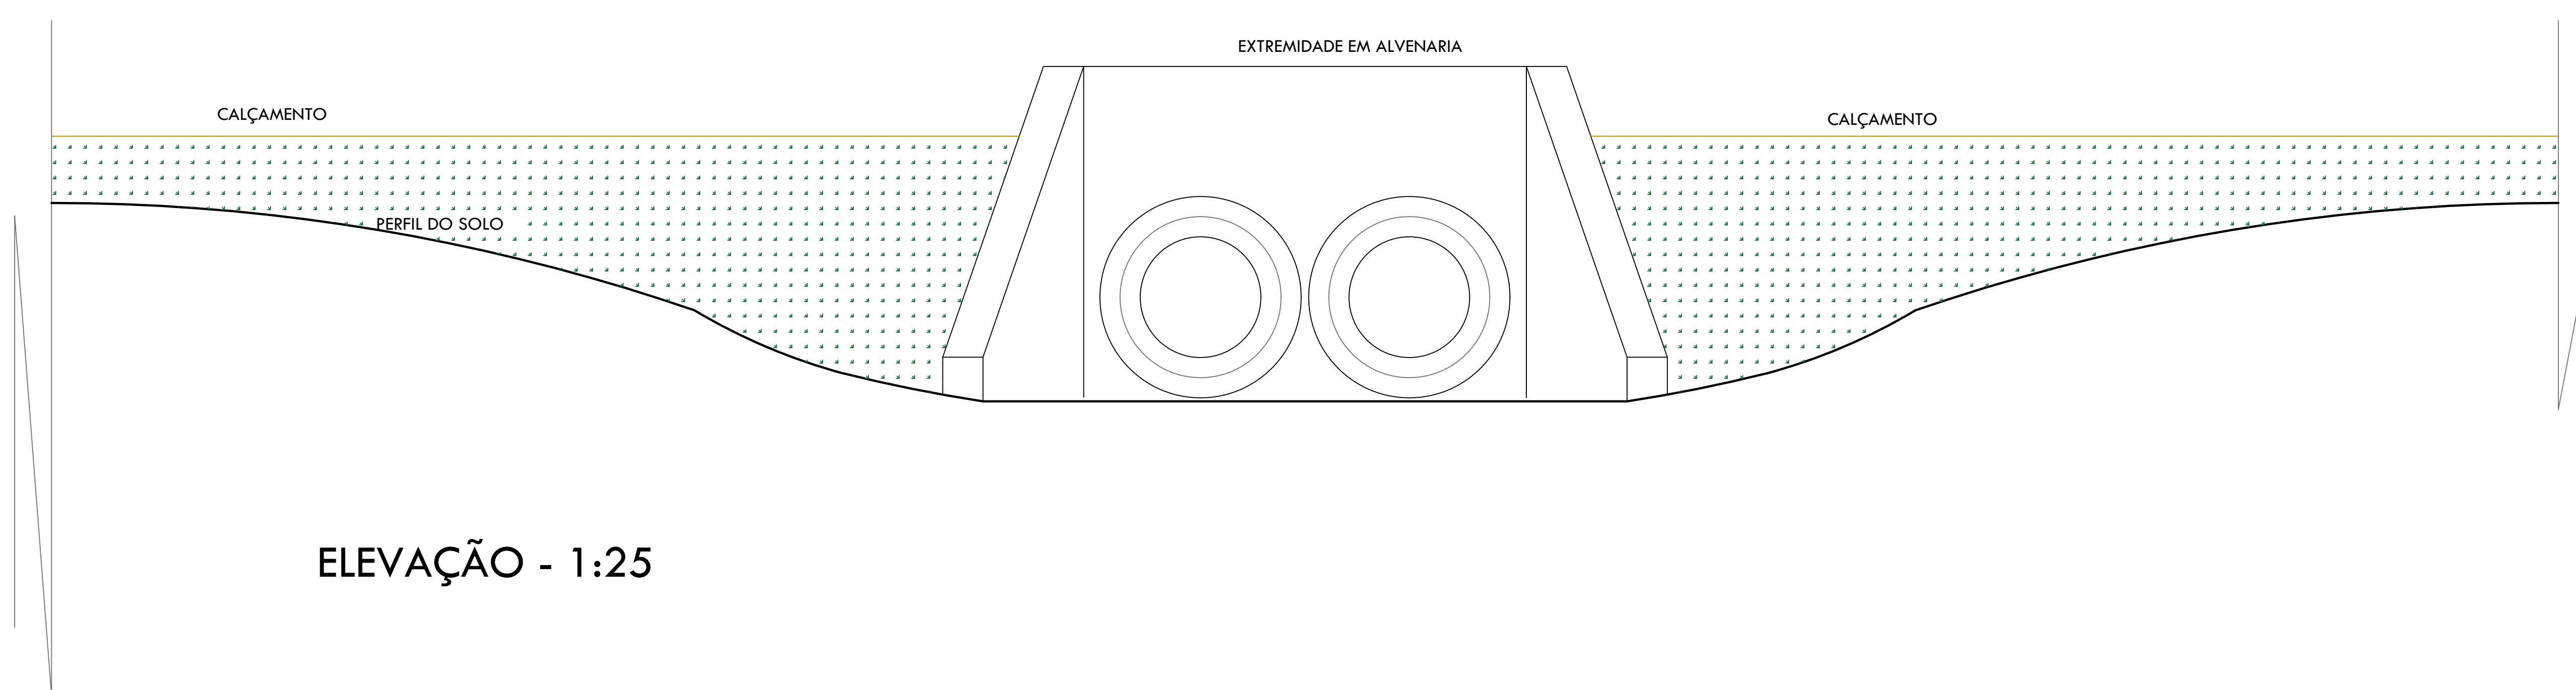 EXTREMIDADE EM ALVENARIA
CALÇAMENTO
CALÇAMENTO
PERFIL DO SOLO
ELEVAÇÃO - 1:25